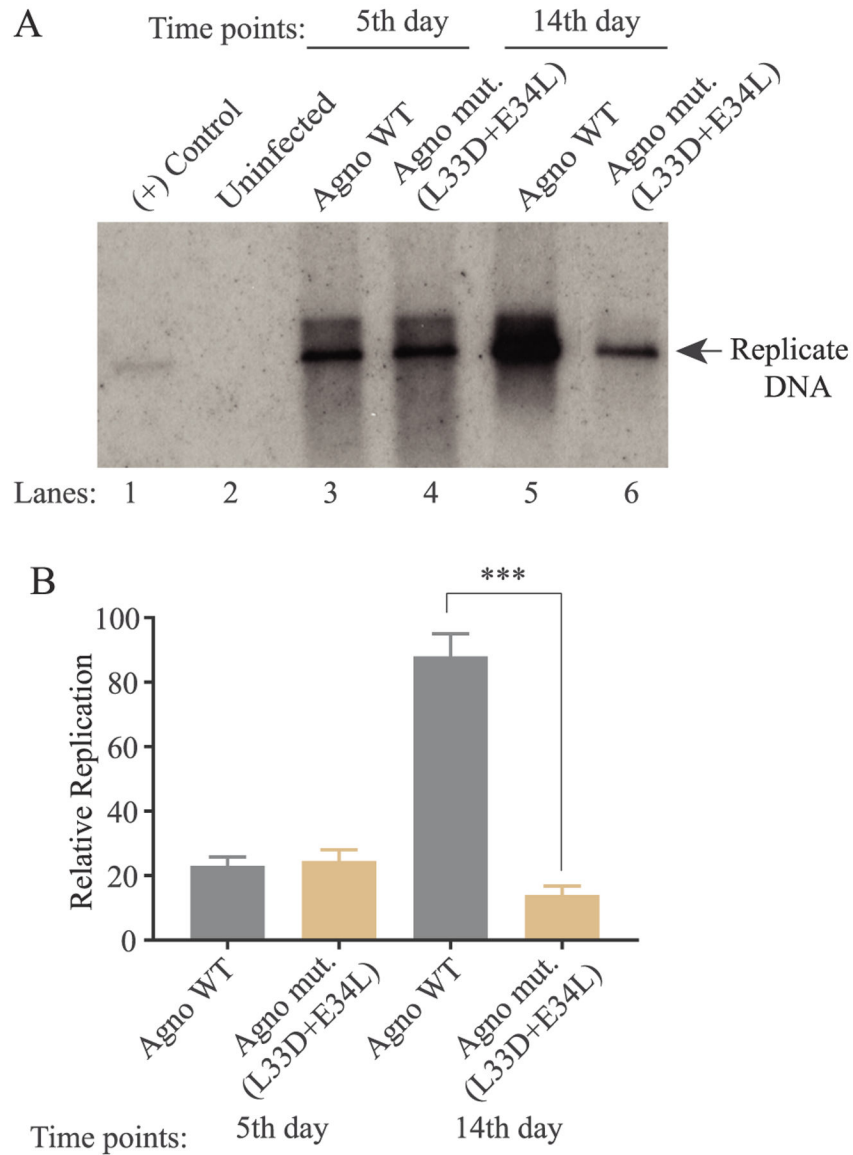 A
Time points: 5th day 14th day
(+) Control
Uninfected
Agno WT
Agno mut.
(L33D+E34L)
Agno WT
Agno mut.
(L33D+E34L)
Replicate
DNA
Lanes: 1 2 3 4 5 6
B
***
Relative Replication
100
80
60
40
20
0
Agno WT
Agno mut.
(L33D+E34L)
Agno WT
Agno mut.
(L33D+E34L)
Time points: 5th day 14th day